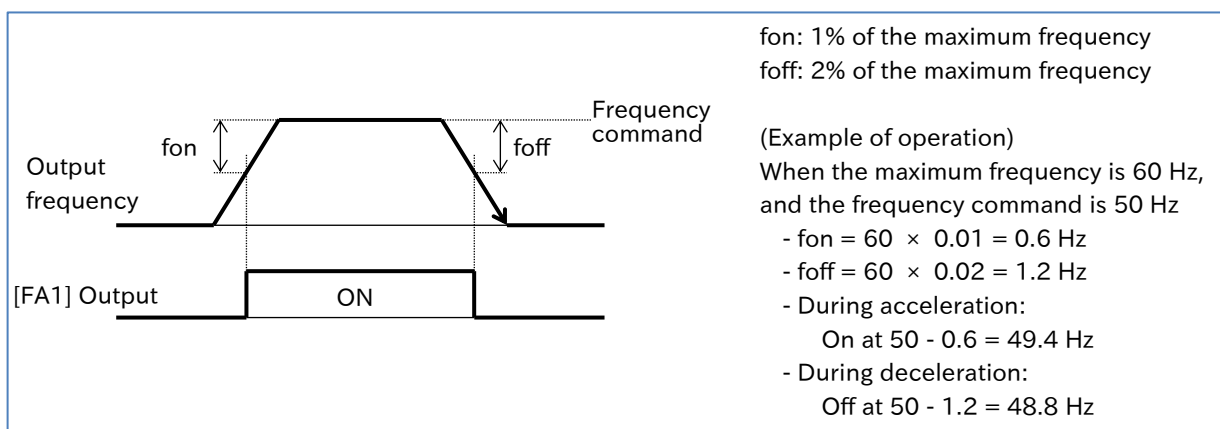 fon: 1% of the maximum frequency
foff: 2% of the maximum frequency
Frequency
command
fon
foff
Output
frequency
(Example of operation)
When the maximum frequency is 60 Hz,
and the frequency command is 50 Hz
- fon = 60 × 0.01 = 0.6 Hz
- foff = 60 × 0.02 = 1.2 Hz
- During acceleration:
On at 50 - 0.6 = 49.4 Hz
- During deceleration:
Off at 50 - 1.2 = 48.8 Hz
[FA1] Output
ON